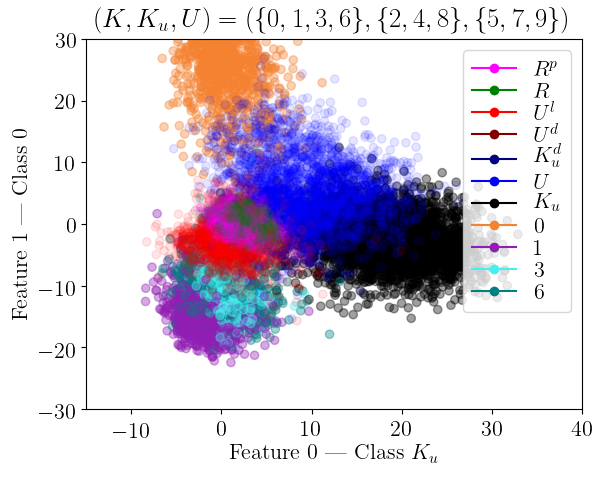 (K, K_u, U) = ({0, 1, 3, 6}, {2, 4, 8}, {5, 7, 9})
30
20
10
0
−10
−20
−30
Feature 1 — Class 0
R^p
R
U^l
U^d
K_u^d
U
K_u
0
1
3
6
−10
0
10
20
30
40
Feature 0 — Class K_u